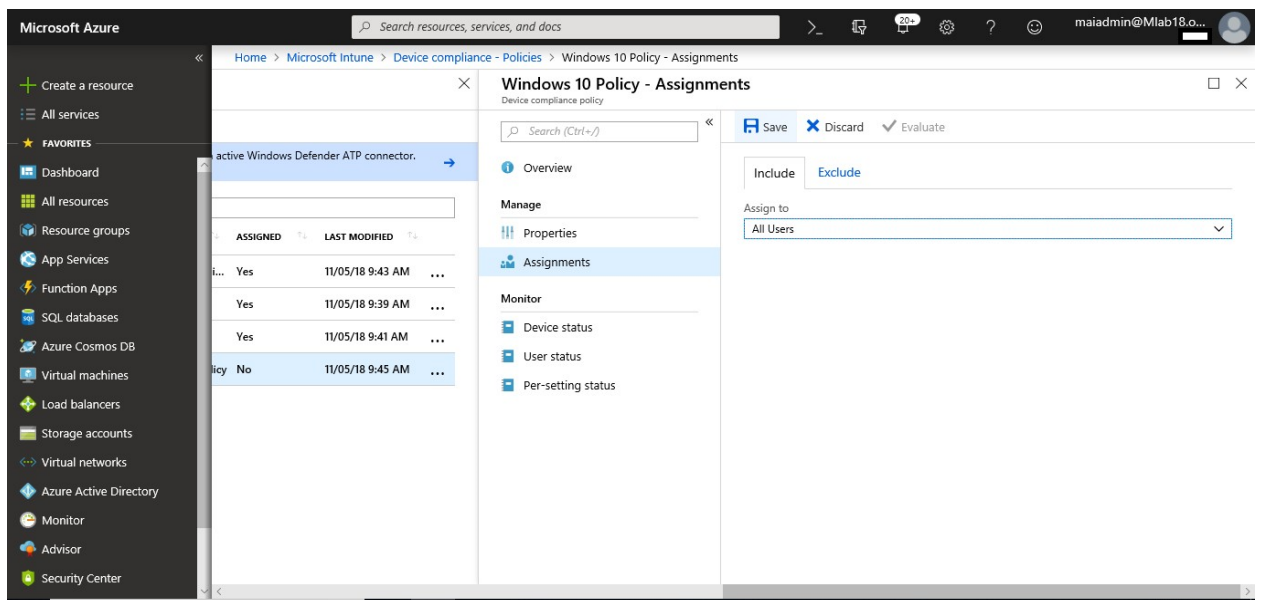 Microsoft Azure
Search resources, services, and docs
20+
maiadmin@Mlab18.o...
Home > Microsoft Intune > Device compliance - Policies > Windows 10 Policy - Assignments
Create a resource
All services
FAVORITES
Dashboard
All resources
Resource groups
App Services
Function Apps
SQL databases
Azure Cosmos DB
Virtual machines
Load balancers
Storage accounts
Virtual networks
Azure Active Directory
Monitor
Advisor
Security Center
active Windows Defender ATP connector.
ASSIGNED LAST MODIFIED
i... Yes 11/05/18 9:43 AM ...
Yes 11/05/18 9:39 AM ...
Yes 11/05/18 9:41 AM ...
licy No 11/05/18 9:45 AM ...
Windows 10 Policy - Assignments
Device compliance policy
Search (Ctrl+/)
Overview
Manage
Properties
Assignments
Monitor
Device status
User status
Per-setting status
Save Discard Evaluate
Include Exclude
Assign to
All Users